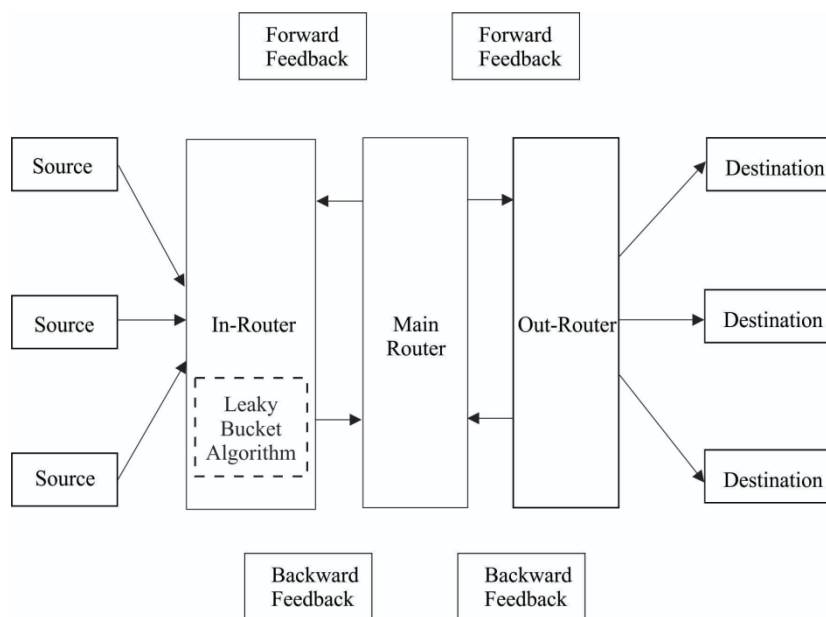 Forward
Feedback
Forward
Feedback
Source
Source
Source
In-Router
Leaky
Bucket
Algorithm
Main
Router
Out-Router
Destination
Destination
Destination
Backward
Feedback
Backward
Feedback